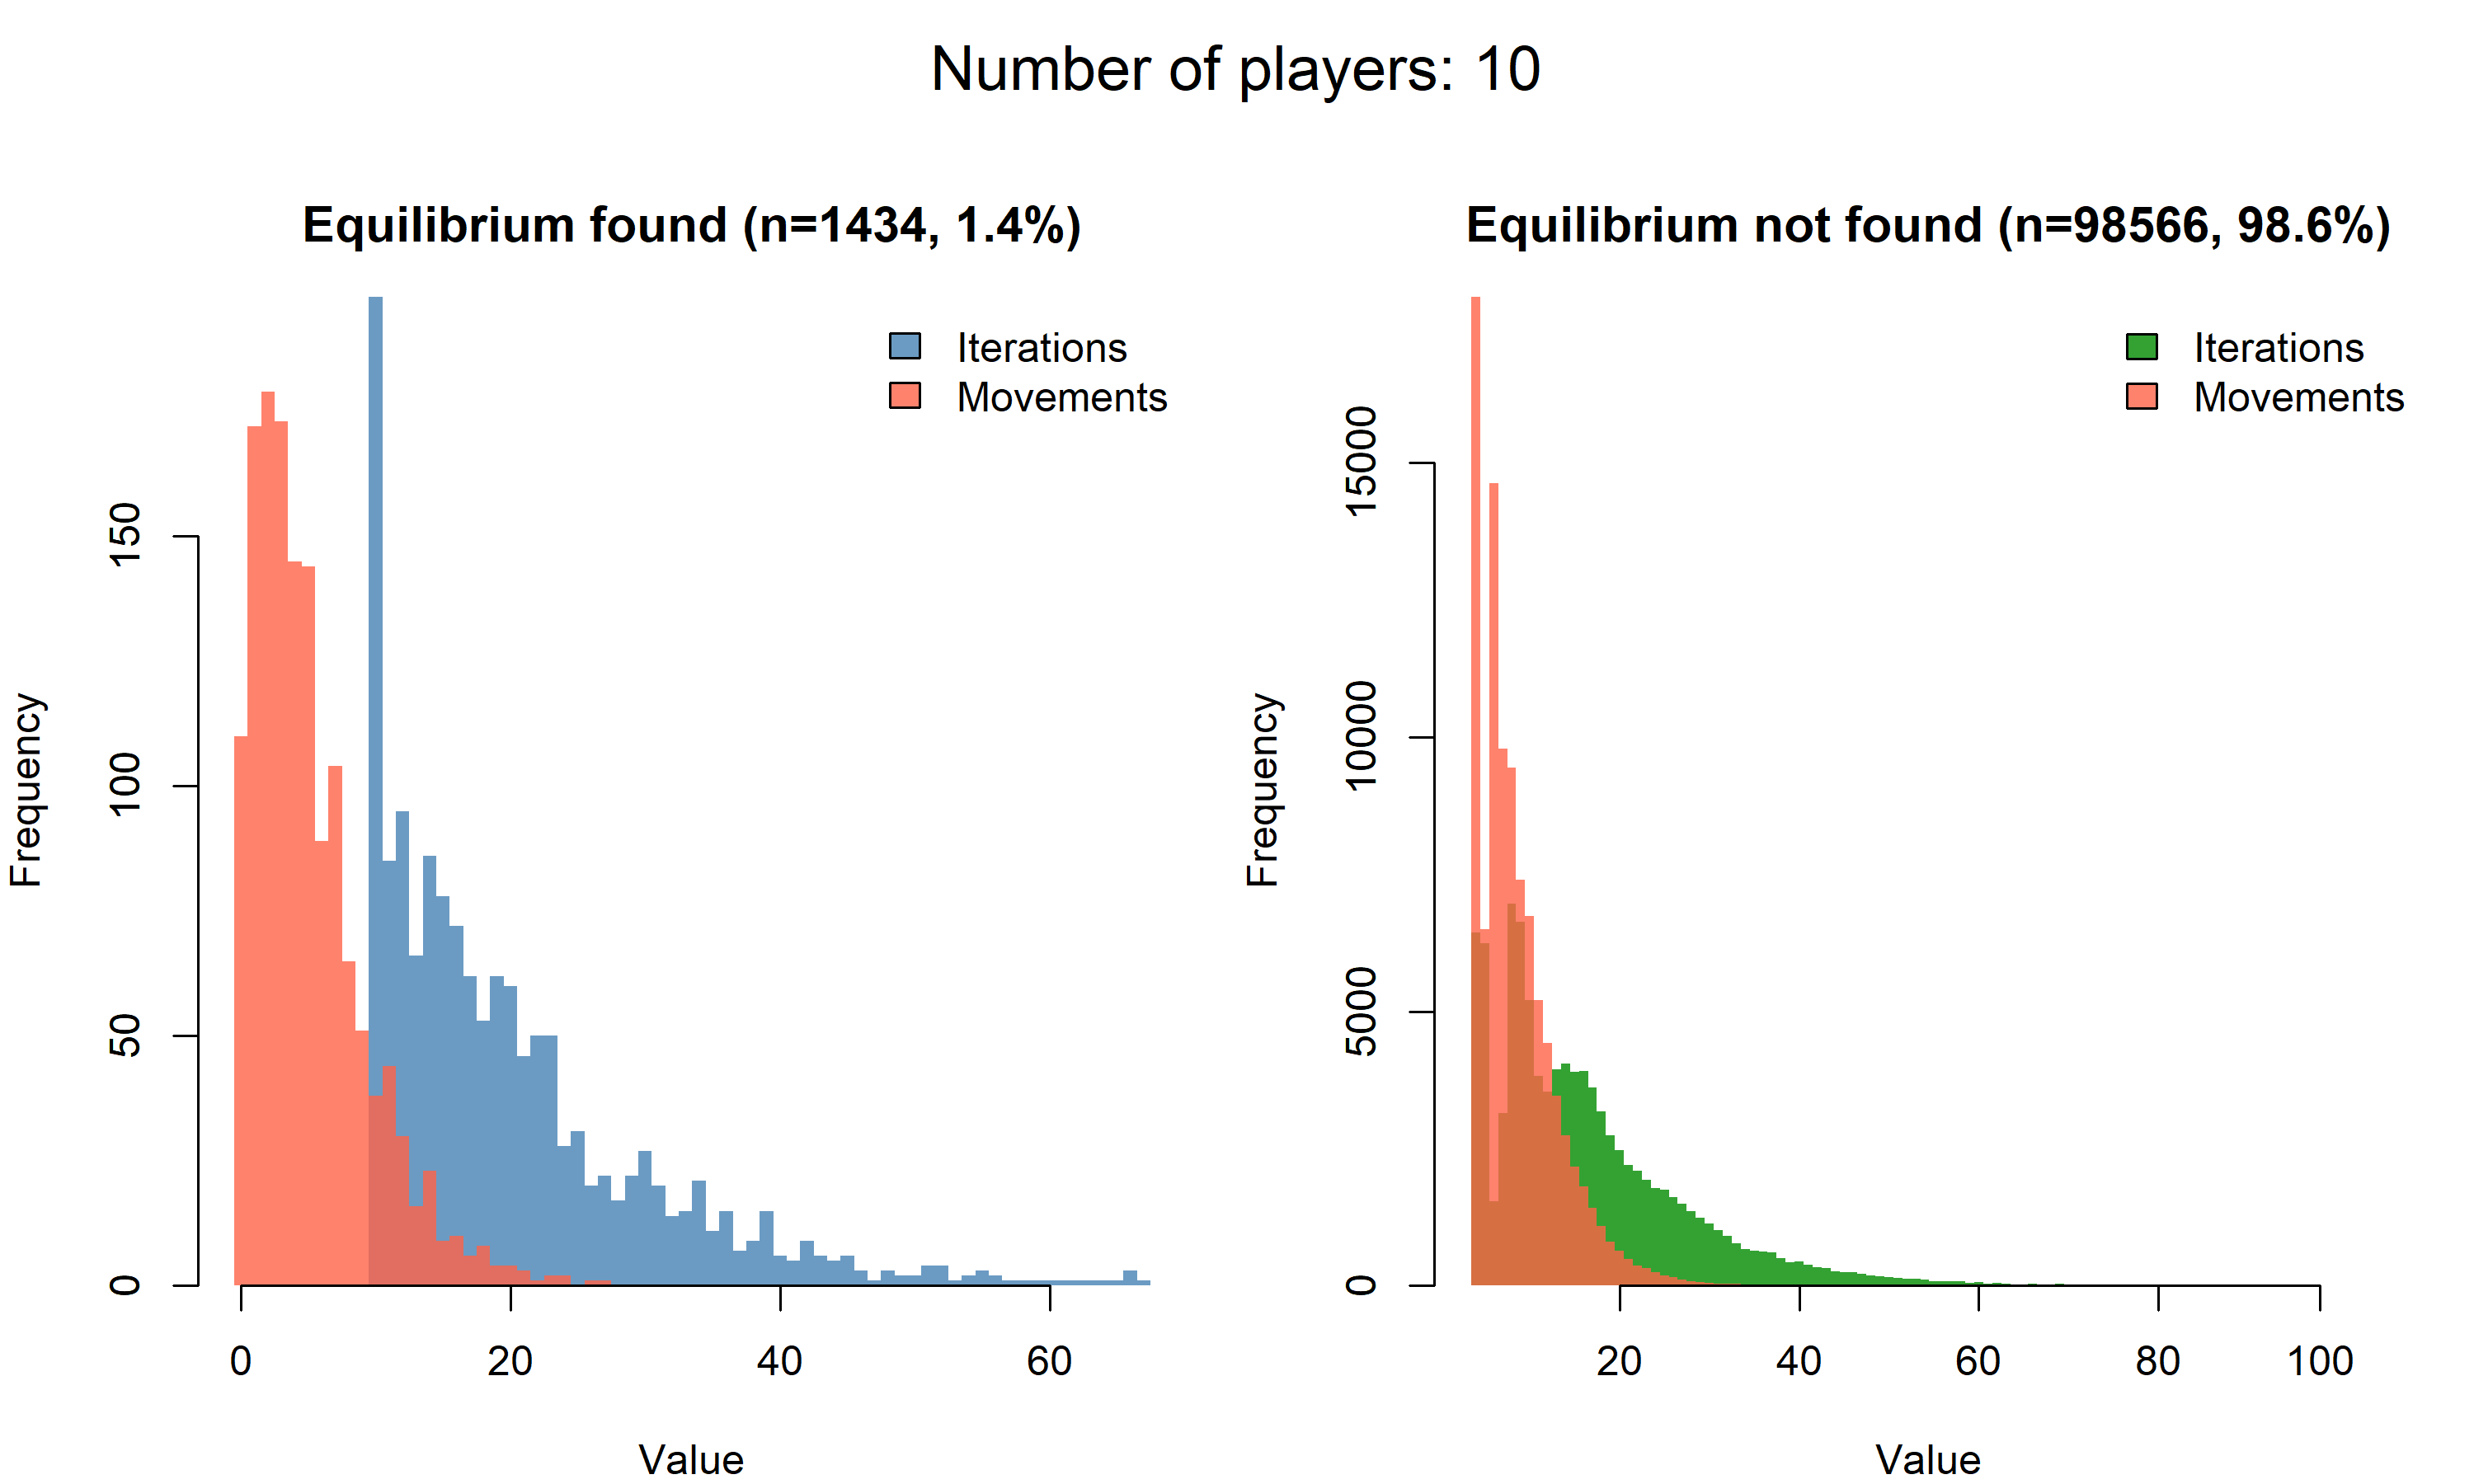 Number of players: 10
Equilibrium found (n=1434, 1.4%)
Iterations
Movements
Frequency
0
50
100
150
0 20 40 60
Value
Equilibrium not found (n=98566, 98.6%)
Iterations
Movements
Frequency
0
5000
10000
15000
20 40 60 80 100
Value